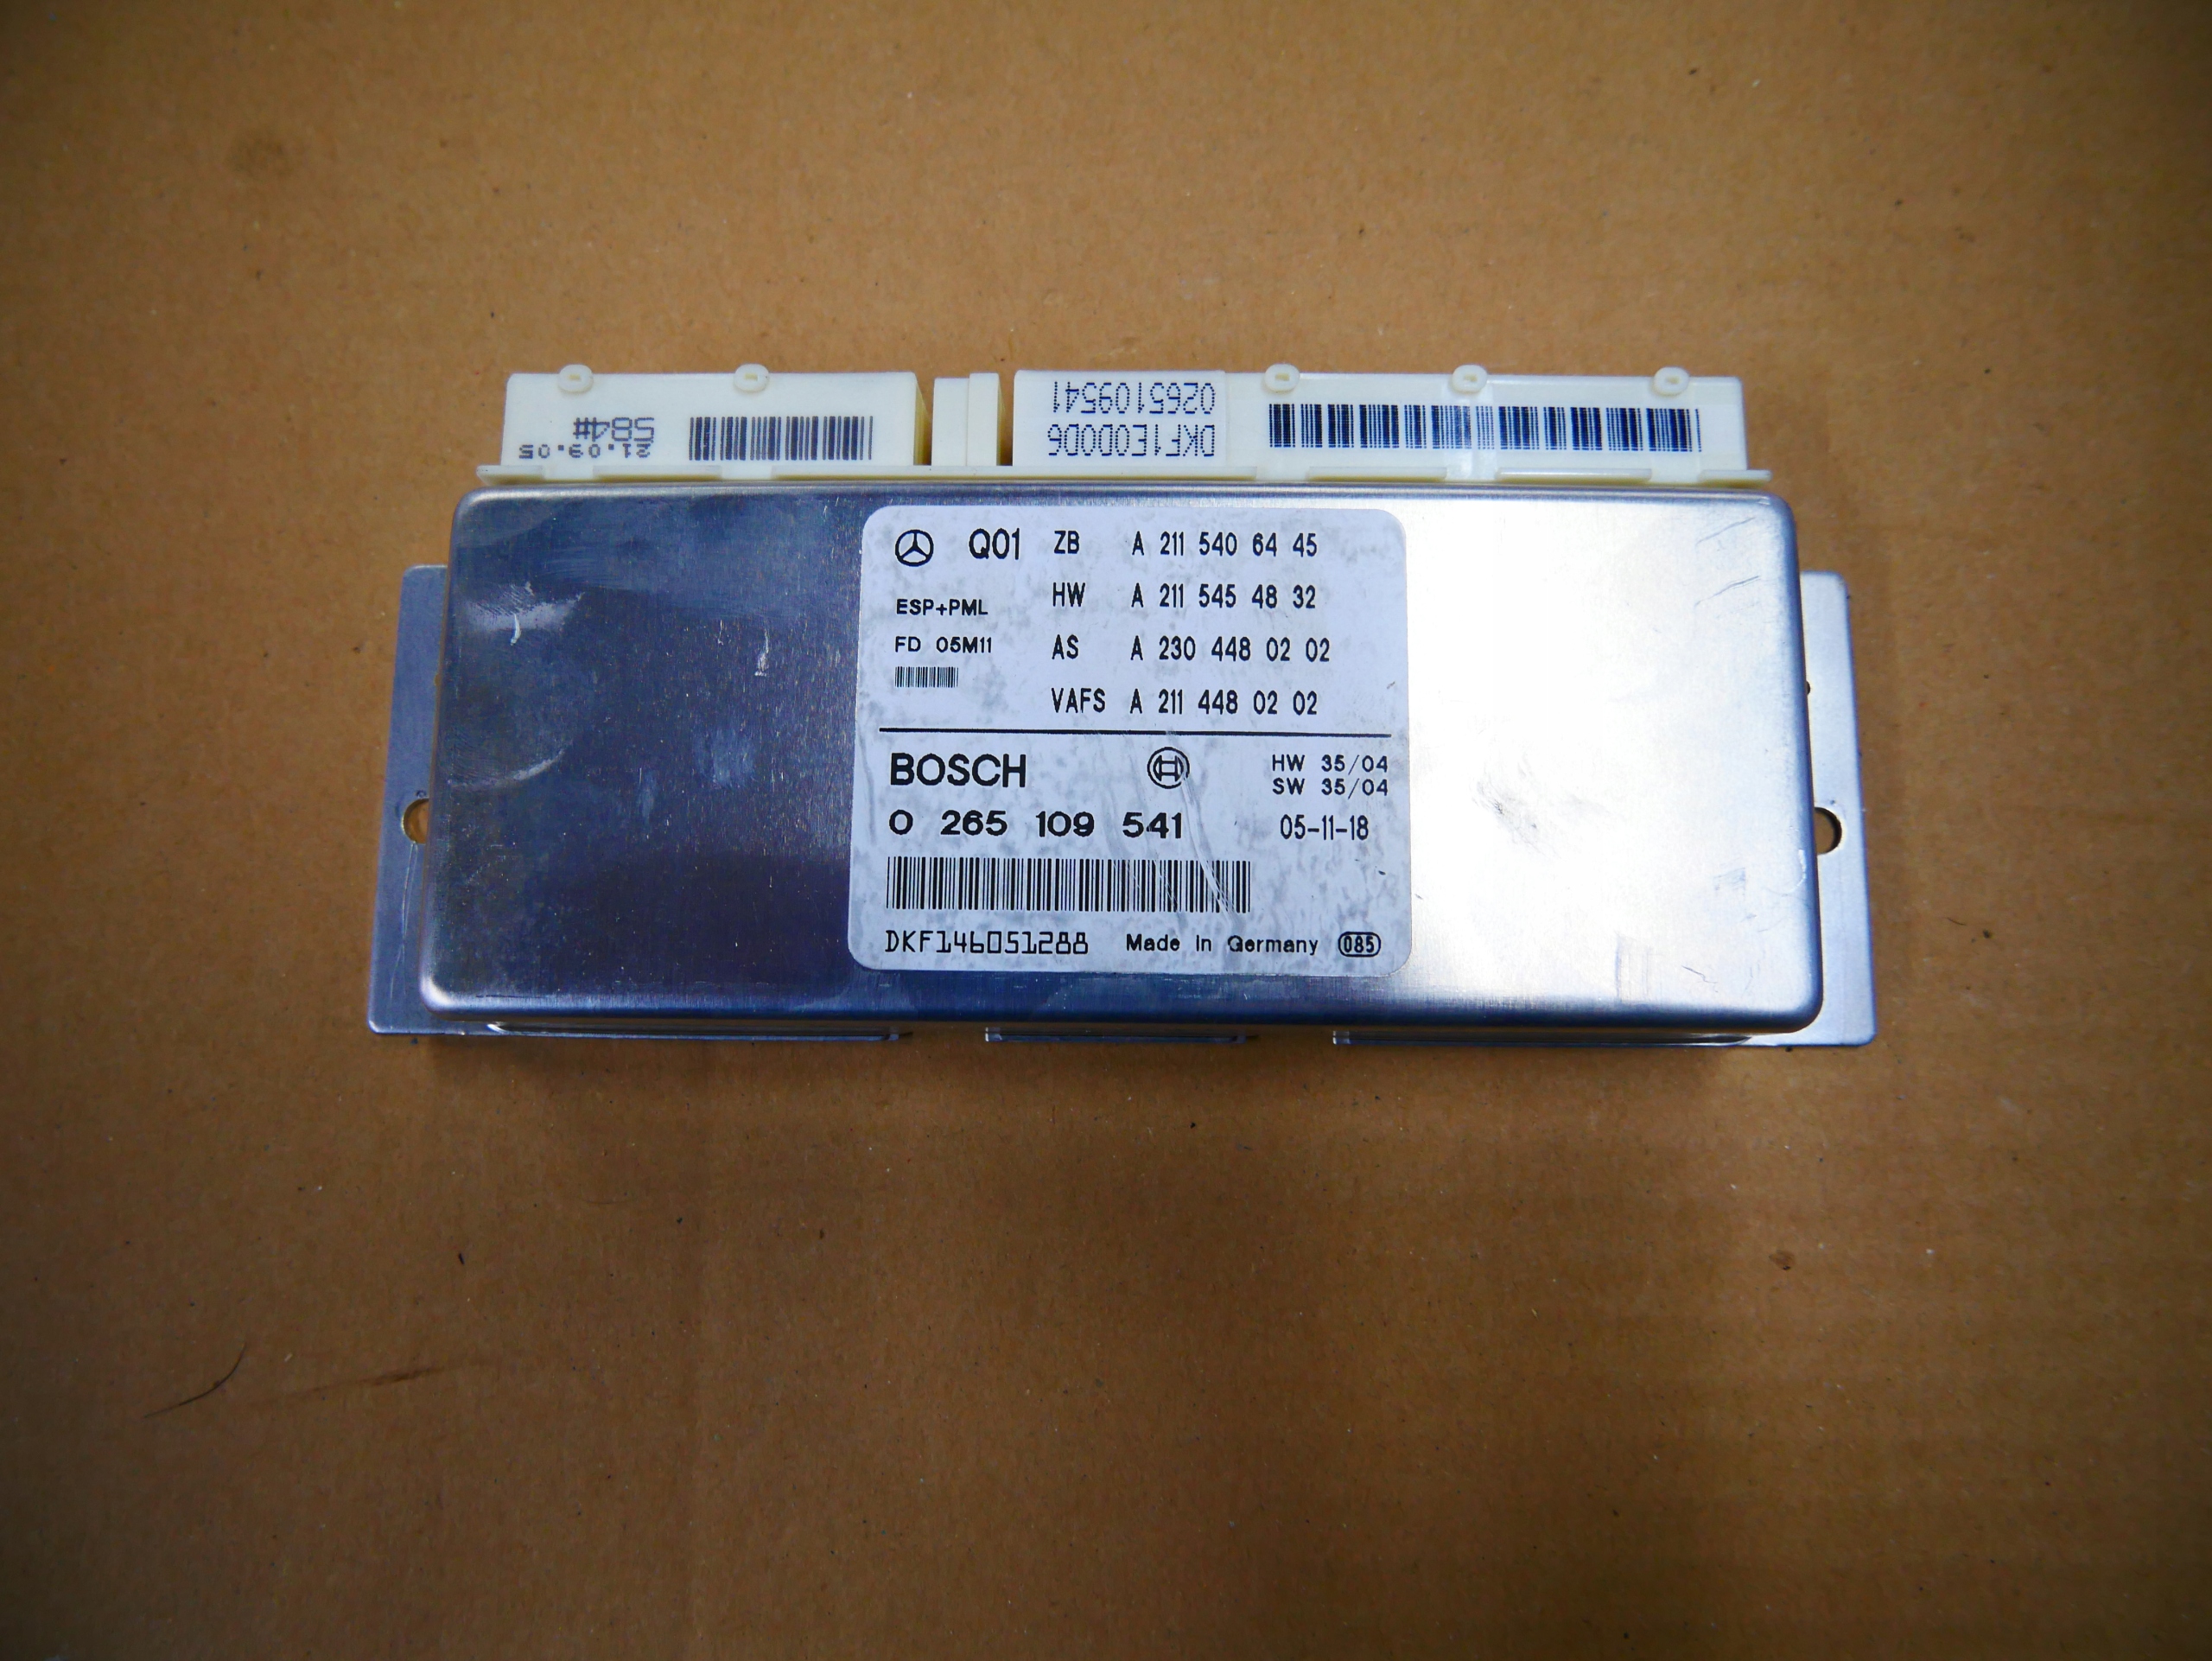 0265109541
DKF1E0D0D6
584#
21.09.05
Q01 ZB A 211 540 64 45
HW A 211 545 48 32
ESP+PML
FD 05M11
AS A 230 448 02 02
VAFS A 211 448 02 02
BOSCH
HW 35/04
SW 35/04
0 265 109 541
05-11-18
DKF146051288 Made in Germany 085